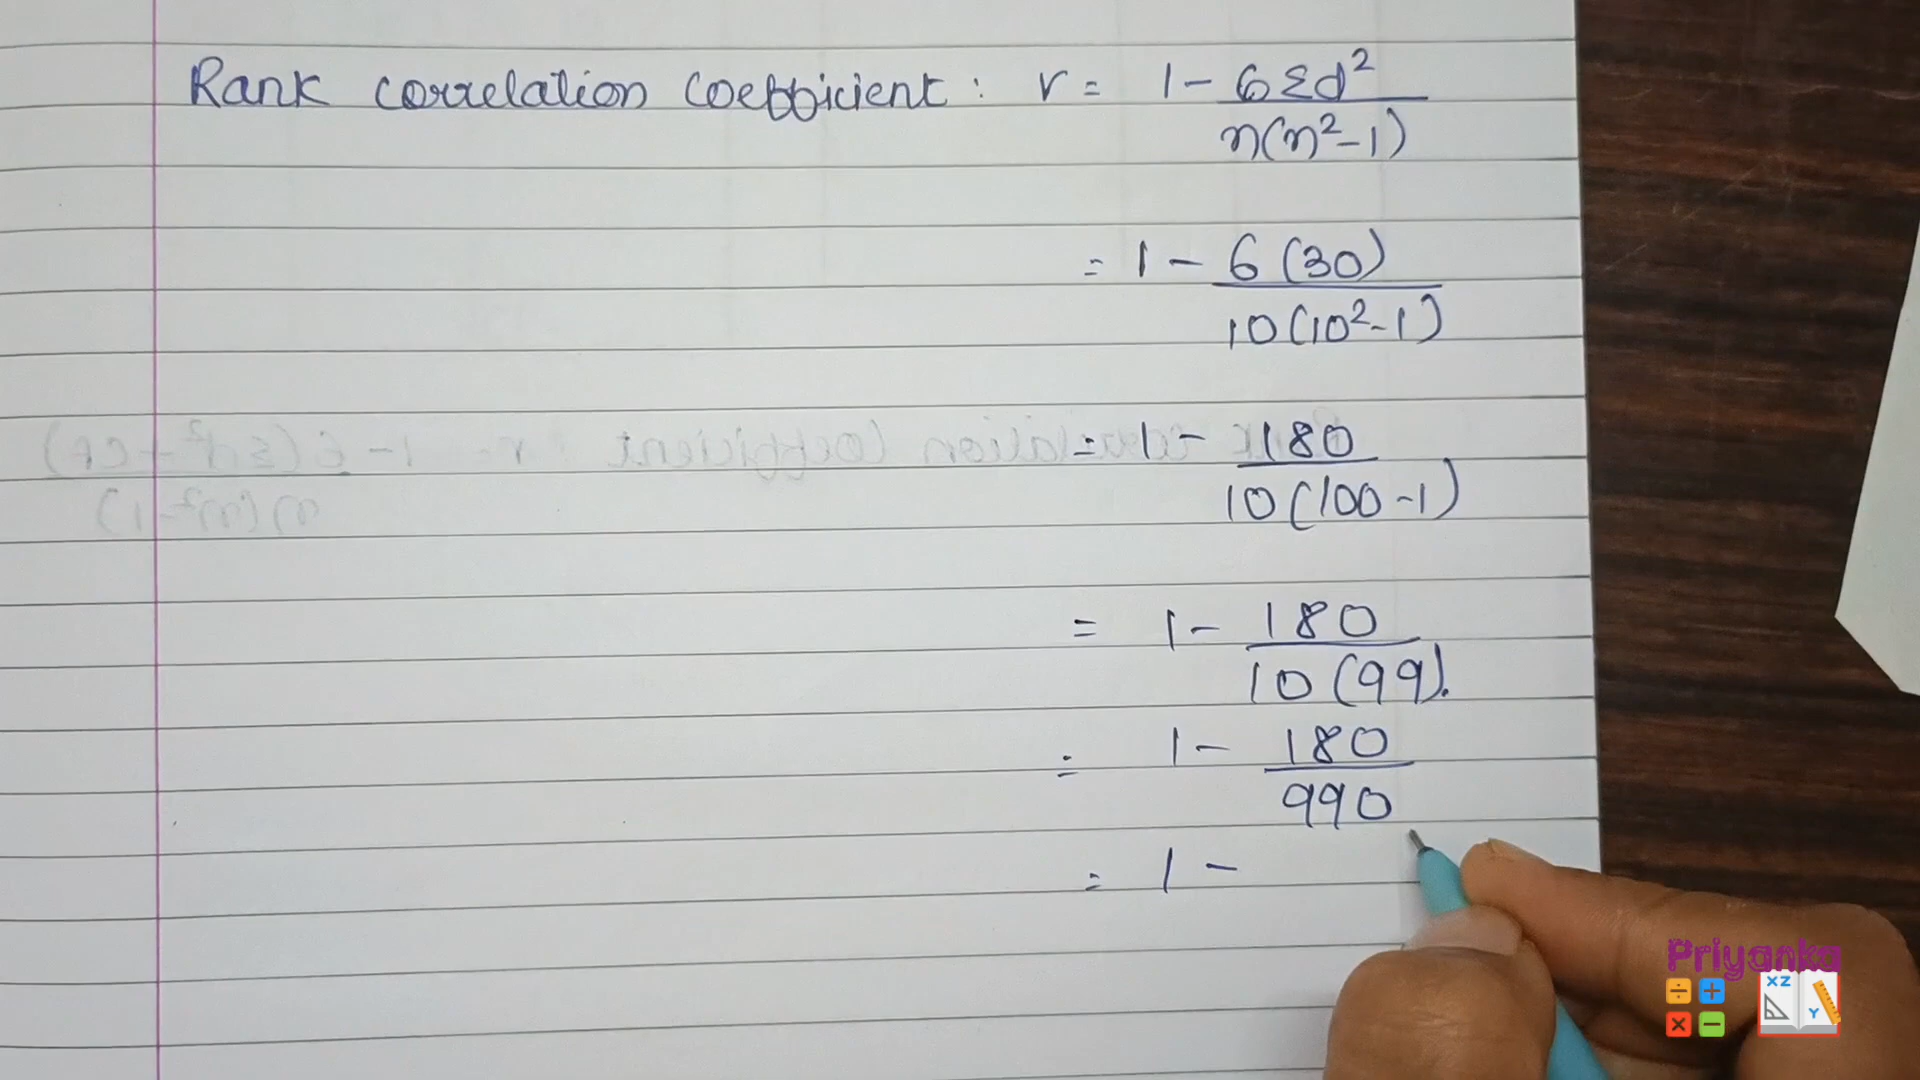 Rank correlation coefficient : r = 1 - 6Σd² / n(n²-1)
= 1 - 6(30) / 10(10²-1)
= 1 - 180 / 10(100-1)
= 1 - 180 / 10(99).
= 1 - 180 / 990
= 1 -
Priyanka
XZ
Y